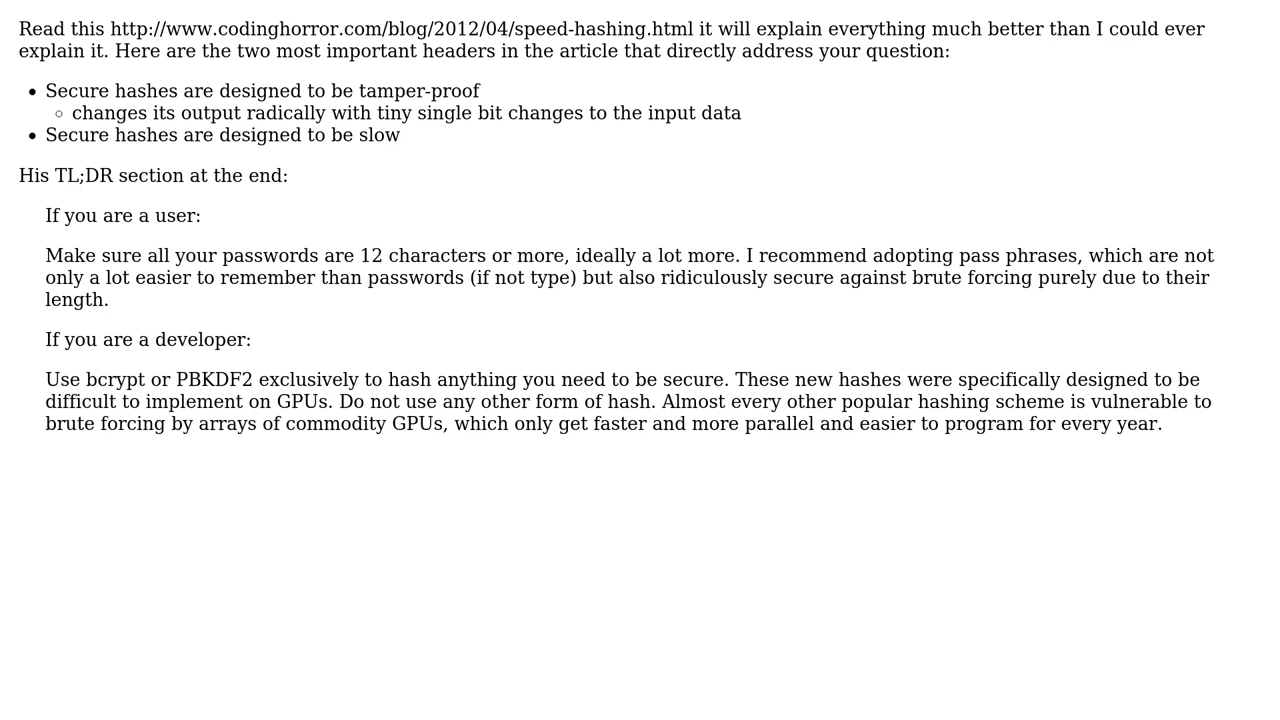 Read this http://www.codinghorror.com/blog/2012/04/speed-hashing.html it will explain everything much better than I could ever
explain it. Here are the two most important headers in the article that directly address your question:
Secure hashes are designed to be tamper-proof
changes its output radically with tiny single bit changes to the input data
Secure hashes are designed to be slow
His TL;DR section at the end:
If you are a user:
Make sure all your passwords are 12 characters or more, ideally a lot more. I recommend adopting pass phrases, which are not
only a lot easier to remember than passwords (if not type) but also ridiculously secure against brute forcing purely due to their
length.
If you are a developer:
Use bcrypt or PBKDF2 exclusively to hash anything you need to be secure. These new hashes were specifically designed to be
difficult to implement on GPUs. Do not use any other form of hash. Almost every other popular hashing scheme is vulnerable to
brute forcing by arrays of commodity GPUs, which only get faster and more parallel and easier to program for every year.